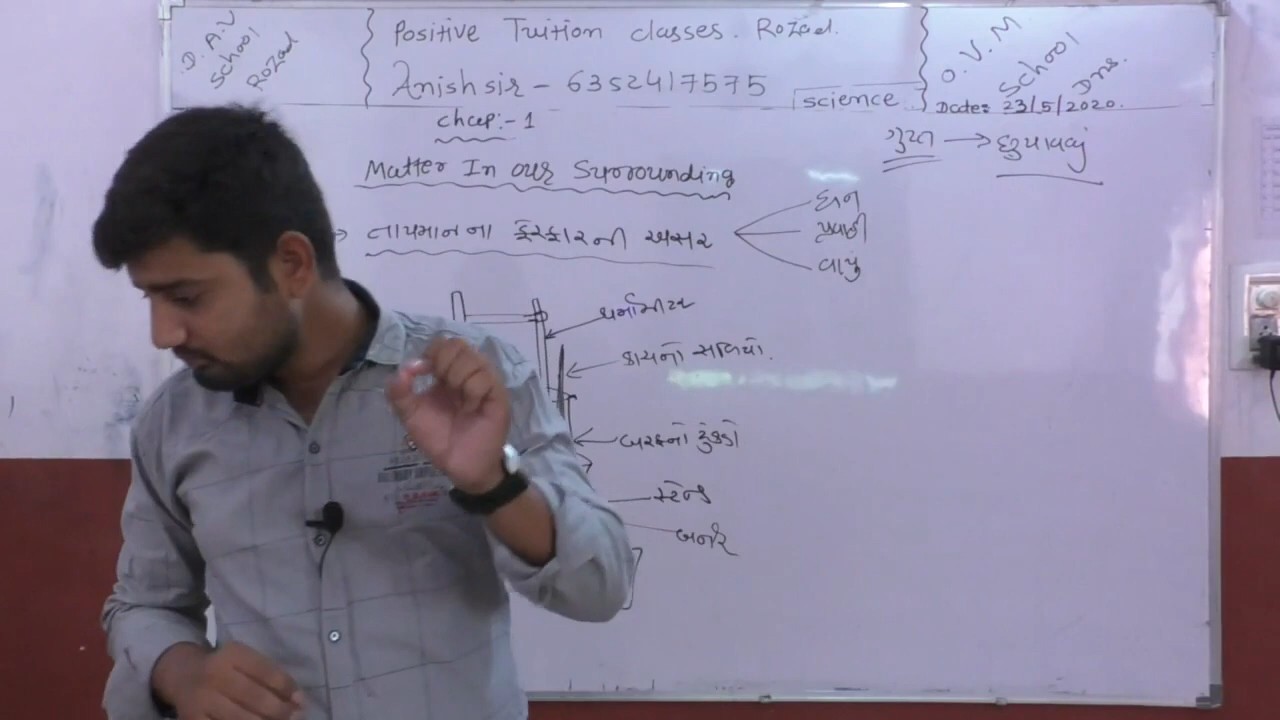 D.A.V
School
Rozad
Positive Tuition classes. Rozad.
Anish sir - 6352417575
science
O.V.M
School
Dns.
Date: 23/5/2020.
chap:- 1
Matter In our Surrounding
ગુપ્ત → છુપાવવું
તાપમાનના ફેરફારની અસર
ઘન
પ્રવાહી
વાયુ
થર્મોમીટર
કાચનો સળિયો.
બરફનો ટુકડો
સ્ટેન્ડ
બર્નર